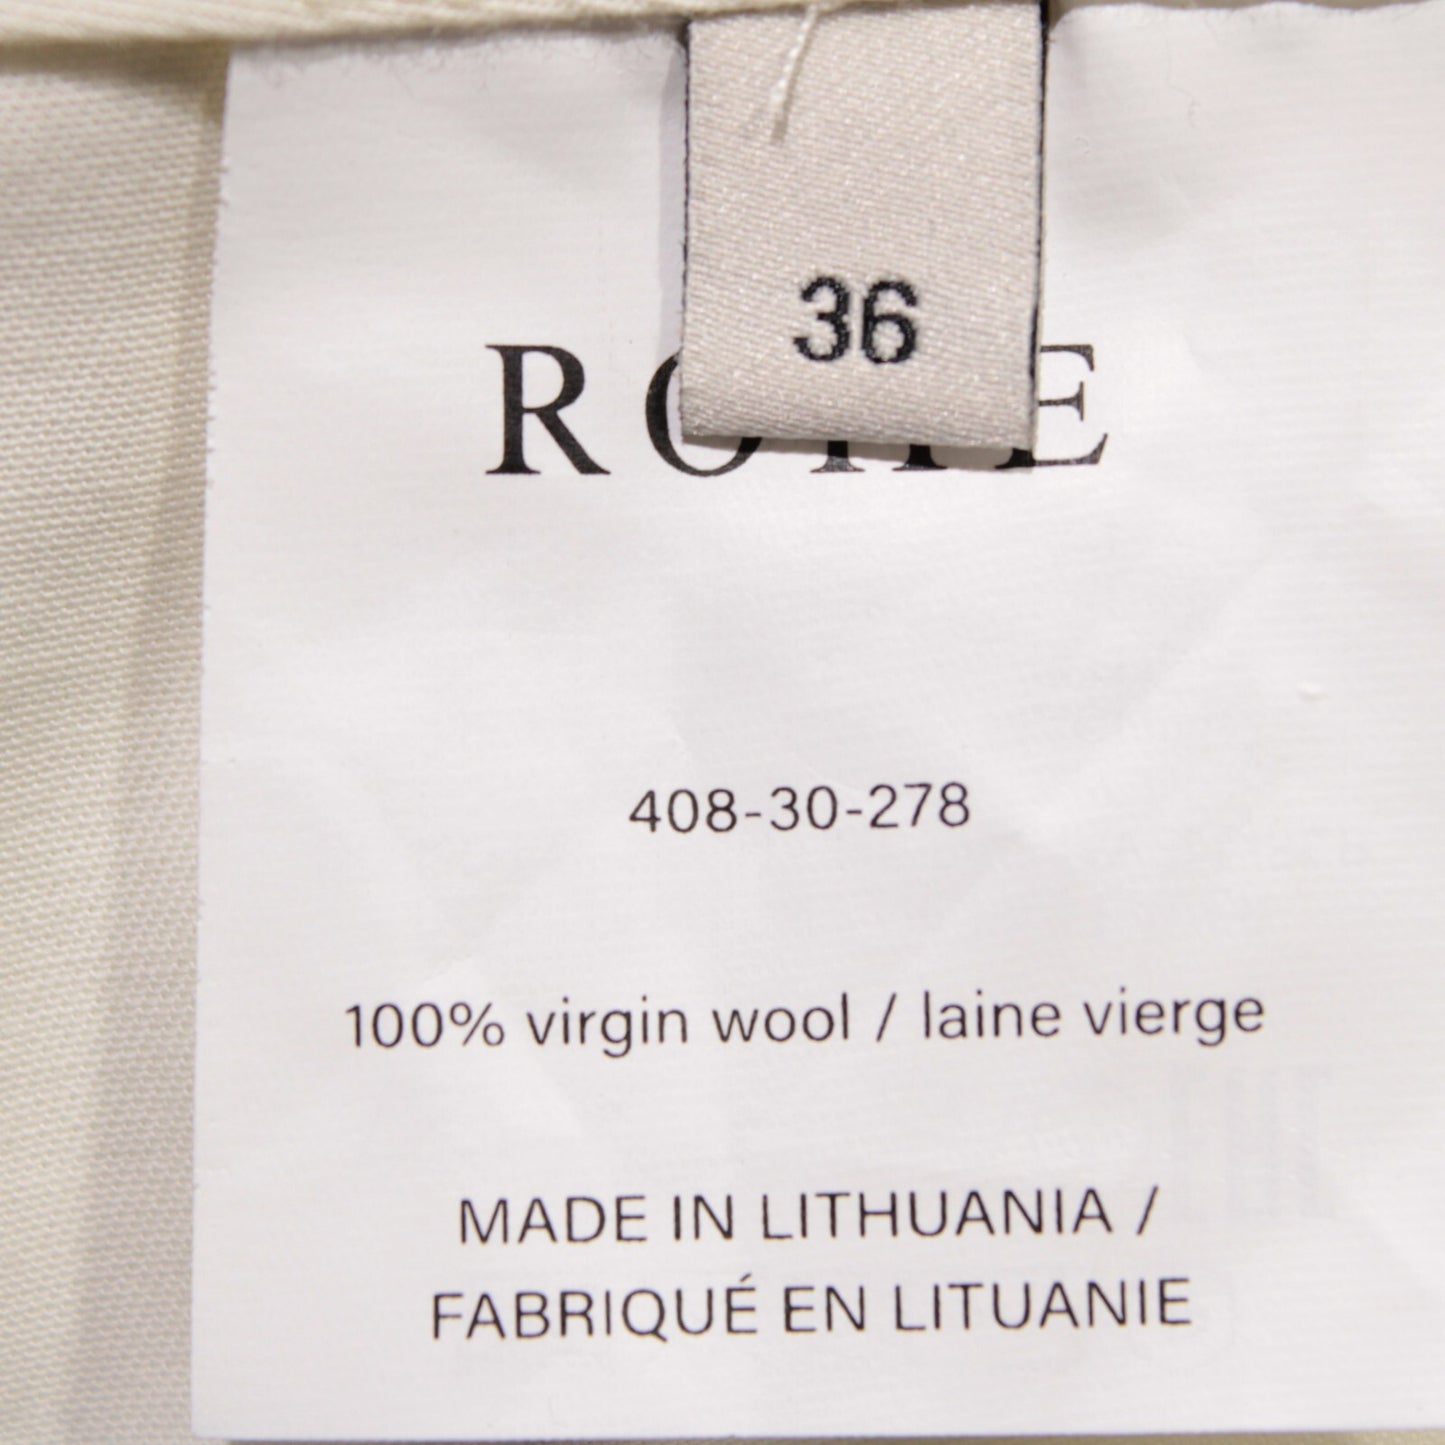 36
408-30-278
100% virgin wool / laine vierge
MADE IN LITHUANIA /
FABRIQUÉ EN LITUANIE